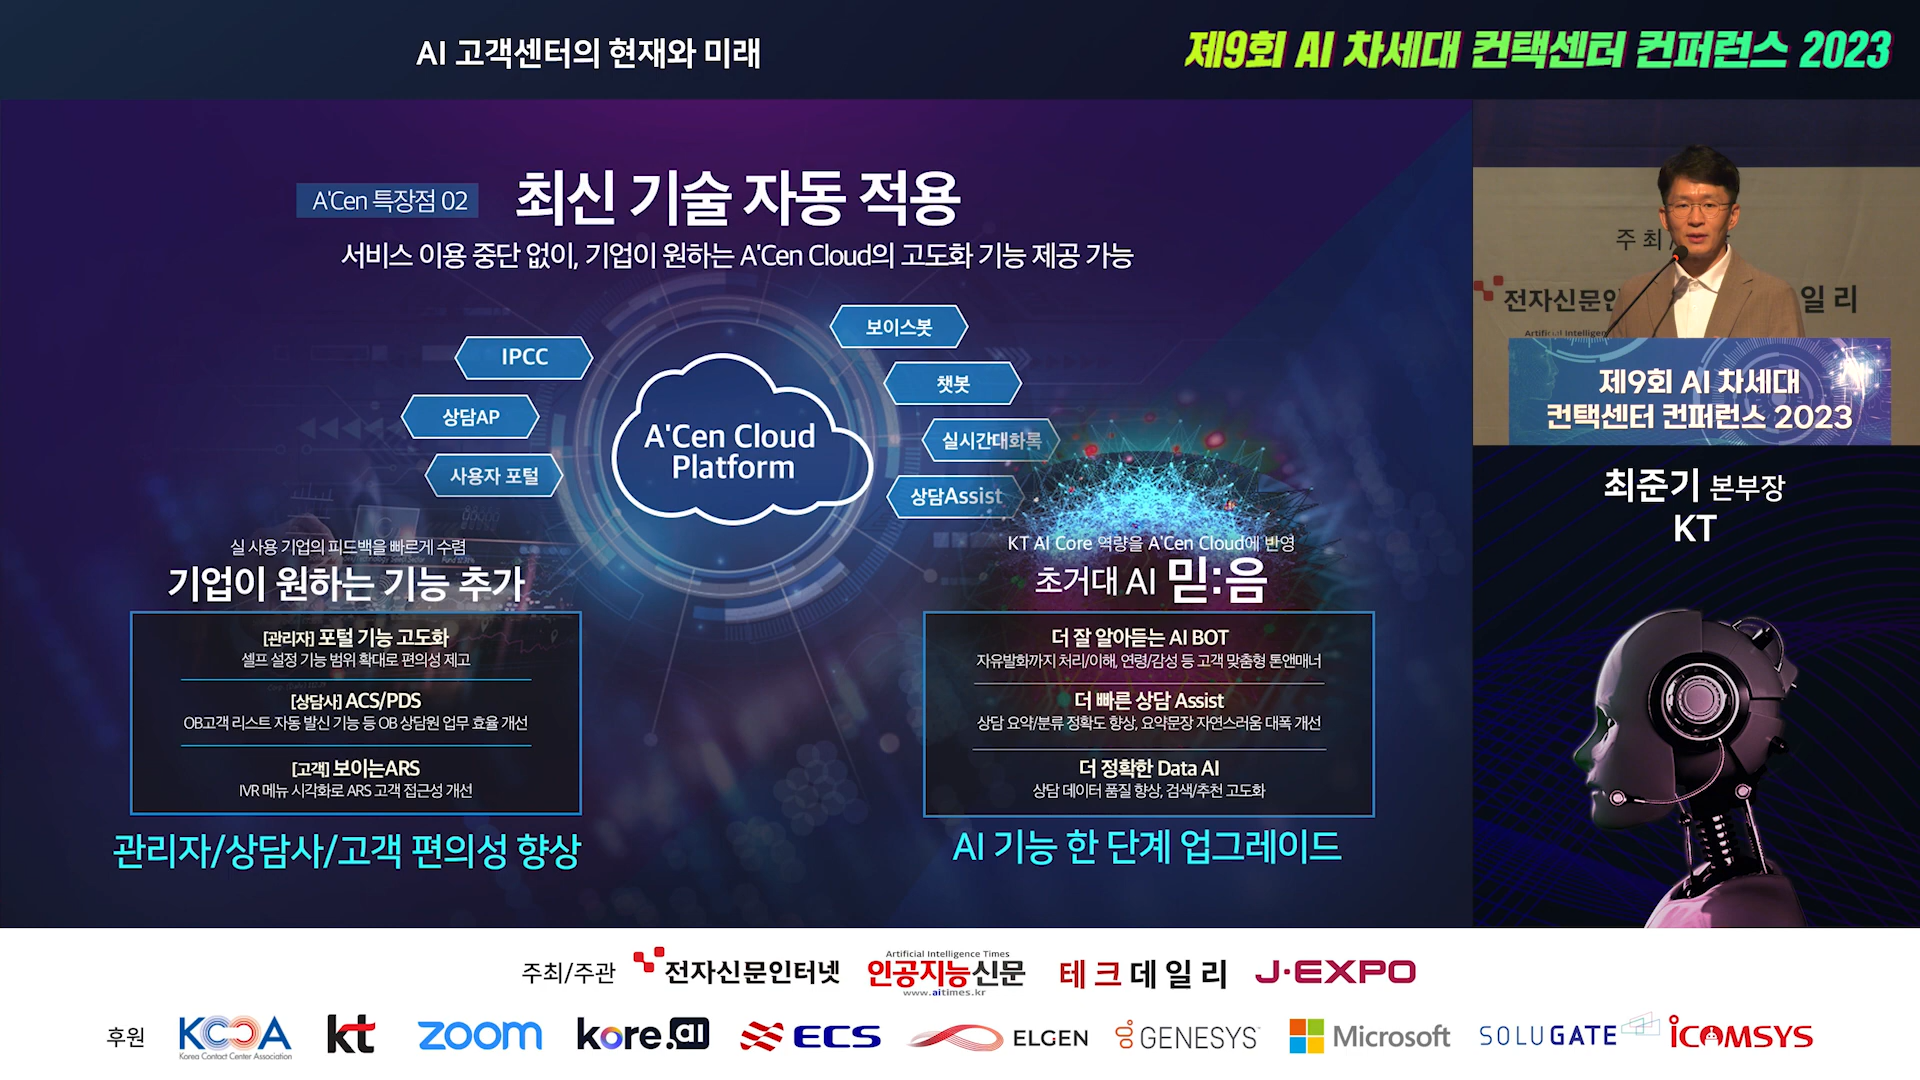 AI 고객센터의 현재와 미래
제9회 AI 차세대 컨택센터 컨퍼런스 2023
A'Cen 특장점 02
최신 기술 자동 적용
서비스 이용 중단 없이, 기업이 원하는 A'Cen Cloud의 고도화 기능 제공 가능
IPCC
상담AP
사용자 포털
A'Cen Cloud
Platform
보이스봇
챗봇
실시간대화록
상담Assist
실 사용 기업의 피드백을 빠르게 수렴
기업이 원하는 기능 추가
[관리자] 포털 기능 고도화
셀프 설정 기능 범위 확대로 편의성 제고
[상담사] ACS/PDS
OB고객 리스트 자동 발신 기능 등 OB 상담원 업무 효율 개선
[고객] 보이는ARS
IVR 메뉴 시각화로 ARS 고객 접근성 개선
관리자/상담사/고객 편의성 향상
KT AI Core 역량을 A'Cen Cloud에 반영
초거대 AI 믿:음
더 잘 알아듣는 AI BOT
자유발화까지 처리/이해, 연령/감성 등 고객 맞춤형 톤앤매너
더 빠른 상담 Assist
상담 요약/분류 정확도 향상, 요약문장 자연스러움 대폭 개선
더 정확한 Data AI
상담 데이터 품질 향상, 검색/추천 고도화
AI 기능 한 단계 업그레이드
주최/
전자신문인
일리
Artificial Intelligen
제9회 AI 차세대
컨택센터 컨퍼런스 2023
최준기 본부장
KT
주최/주관
전자신문인터넷
Artificial Intelligence Times
인공지능신문
www.aitimes.kr
테크데일리
J·EXPO
후원
KCCA
Korea Contact Center Association
kt
zoom
kore.ai
ECS
ELGEN
GENESYS
Microsoft
SOLUGATE
iCOMSYS